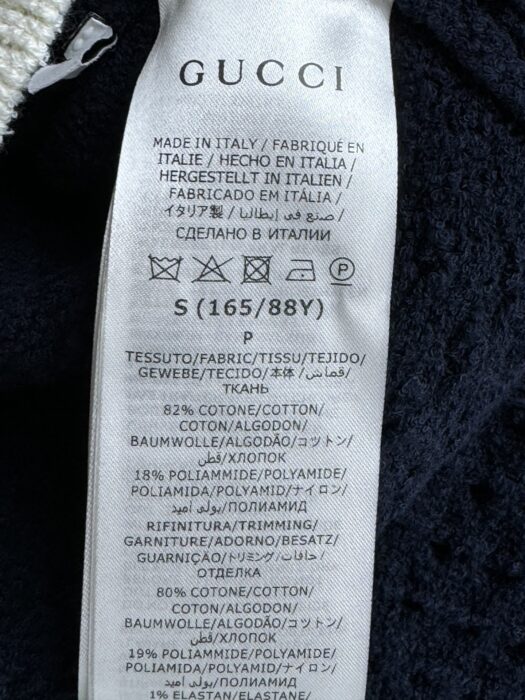 GUCCI
MADE IN ITALY / FABRIQUÉ EN
ITALIE / HECHO EN ITALIA /
HERGESTELLT IN ITALIEN /
FABRICADO EM ITÁLIA /
イタリア製 / صنع في إيطاليا /
СДЕЛАНО В ИТАЛИИ
P
S (165/88Y)
P
TESSUTO/FABRIC/TISSU/TEJIDO/
GEWEBE/TECIDO/本体/قماش/
ТКАНЬ
82% COTONE/COTTON/
COTON/ALGODON/
BAUMWOLLE/ALGODÃO/コットン/
قطن/ХЛОПОК
18% POLIAMMIDE/POLYAMIDE/
POLIAMIDA/POLYAMID/ナイロン/
بولي أميد/ПОЛИАМИД
RIFINITURA/TRIMMING/
GARNITURE/ADORNO/BESATZ/
GUARNIÇÃO/トリミング/حافات/
ОТДЕЛКА
80% COTONE/COTTON/
COTON/ALGODON/
BAUMWOLLE/ALGODÃO/コットン/
قطن/ХЛОПОК
19% POLIAMMIDE/POLYAMIDE/
POLIAMIDA/POLYAMID/ナイロン/
بولي أميد/ПОЛИАМИД
1% ELASTAN/ELASTANE/